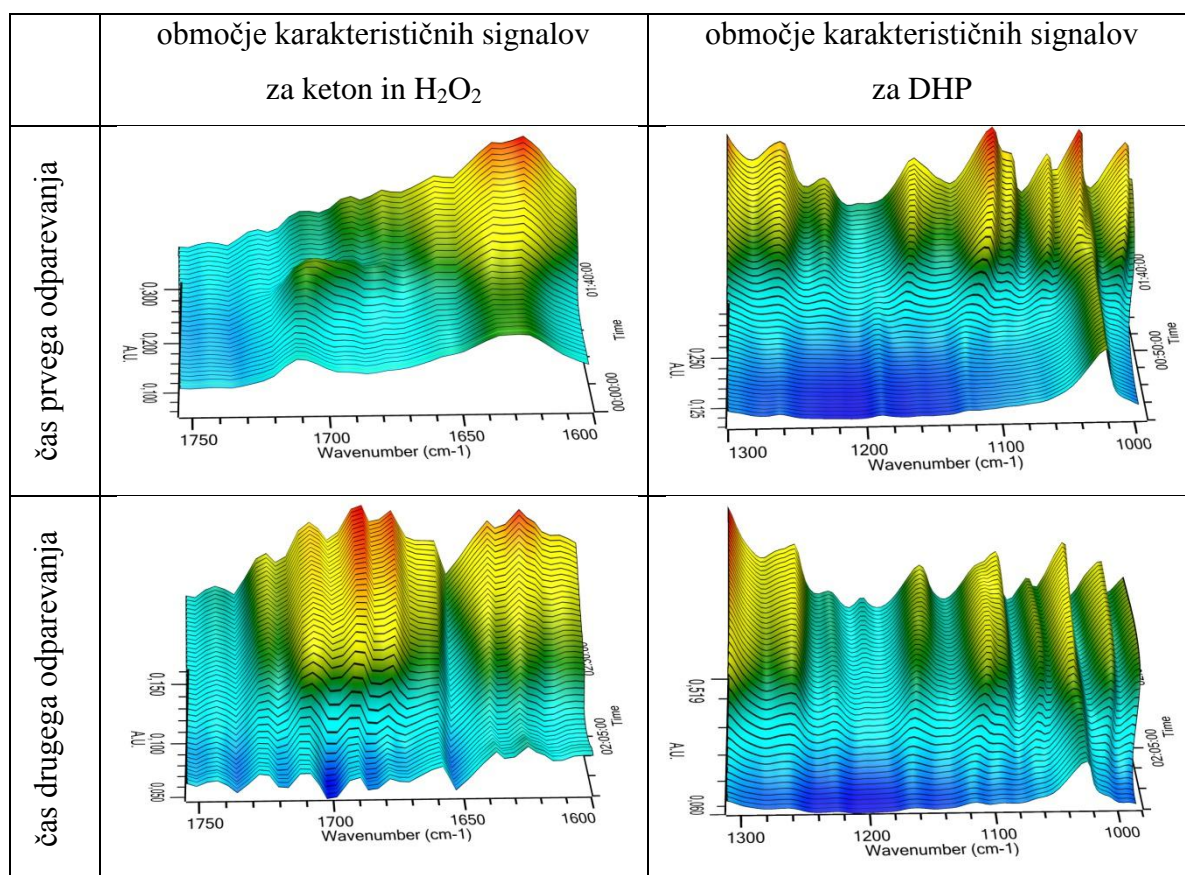 območje karakterističnih signalov
za keton in H₂O₂
območje karakterističnih signalov
za DHP
čas prvega odparevanja
0,300
0,200
0,100
A.U.
1750
1700
1650
1600
Wavenumber (cm-1)
00:00:00
Time
01:40:00
0,250
0,125
A.U.
1300
1200
1100
1000
Wavenumber (cm-1)
00:50:00
Time
01:40:00
čas drugega odparevanja
0,150
0,100
0,050
A.U.
1750
1700
1650
1600
Wavenumber (cm-1)
02:05:00
Time
0,519
0,060
A.U.
1300
1200
1100
1000
Wavenumber (cm-1)
02:05:00
Time